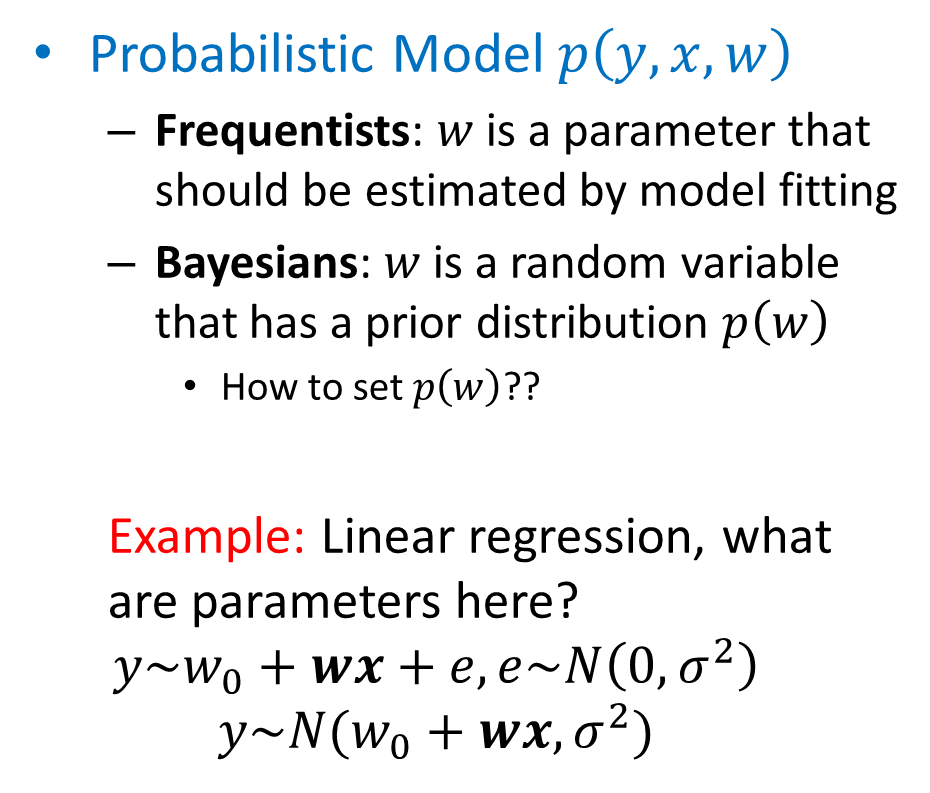 • Probabilistic Model p(y, x, w)
– Frequentists: w is a parameter that
should be estimated by model fitting
– Bayesians: w is a random variable
that has a prior distribution p(w)
• How to set p(w)??
Example: Linear regression, what
are parameters here?
y~w₀ + wx + e, e~N(0, σ²)
y~N(w₀ + wx, σ²)